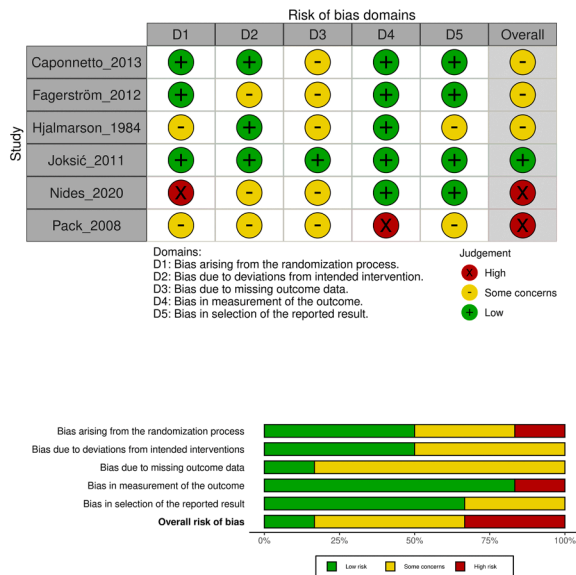 Risk of bias domains
D1 D2 D3 D4 D5 Overall
Study
Caponnetto_2013 + + - + + -
Fagerström_2012 + - - + + -
Hjalmarson_1984 - + - + - -
Joksić_2011 + + + + + +
Nides_2020 X - - + + X
Pack_2008 - - - X - X
Domains:
D1: Bias arising from the randomization process.
D2: Bias due to deviations from intended intervention.
D3: Bias due to missing outcome data.
D4: Bias in measurement of the outcome.
D5: Bias in selection of the reported result.
Judgement
X High
- Some concerns
+ Low
Bias arising from the randomization process
Bias due to deviations from intended interventions
Bias due to missing outcome data
Bias in measurement of the outcome
Bias in selection of the reported result
Overall risk of bias
0% 25% 50% 75% 100%
Low risk Some concerns High risk